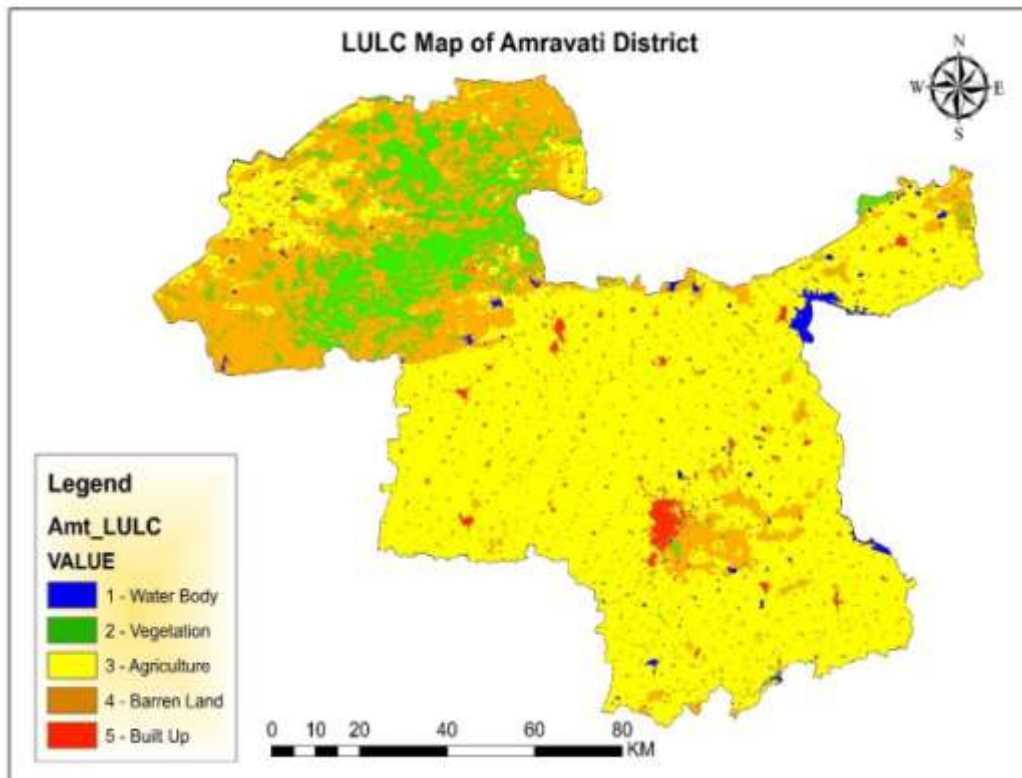 LULC Map of Amravati District
N
W E
S
Legend
Amt_LULC
VALUE
1 - Water Body
2 - Vegetation
3 - Agriculture
4 - Barren Land
5 - Built Up
0 10 20 40 60 80
KM